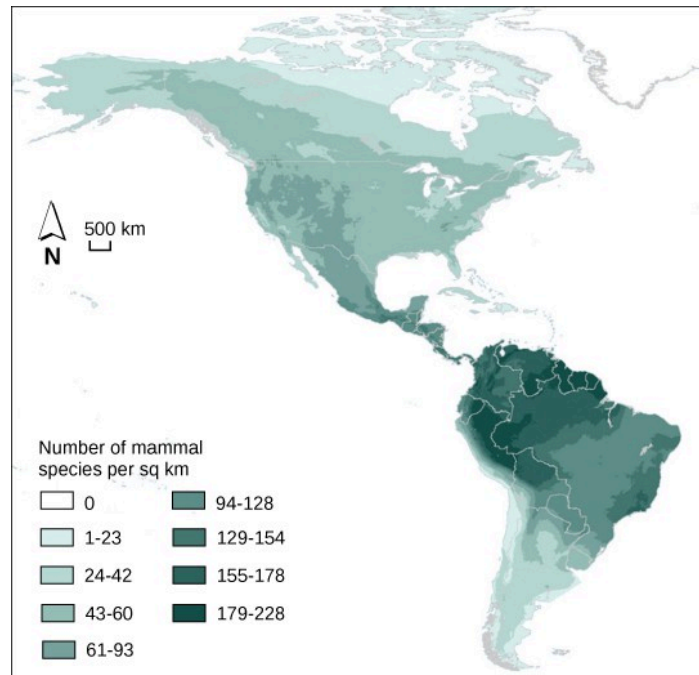 500 km
N
Number of mammal
species per sq km
0
1-23
24-42
43-60
61-93
94-128
129-154
155-178
179-228